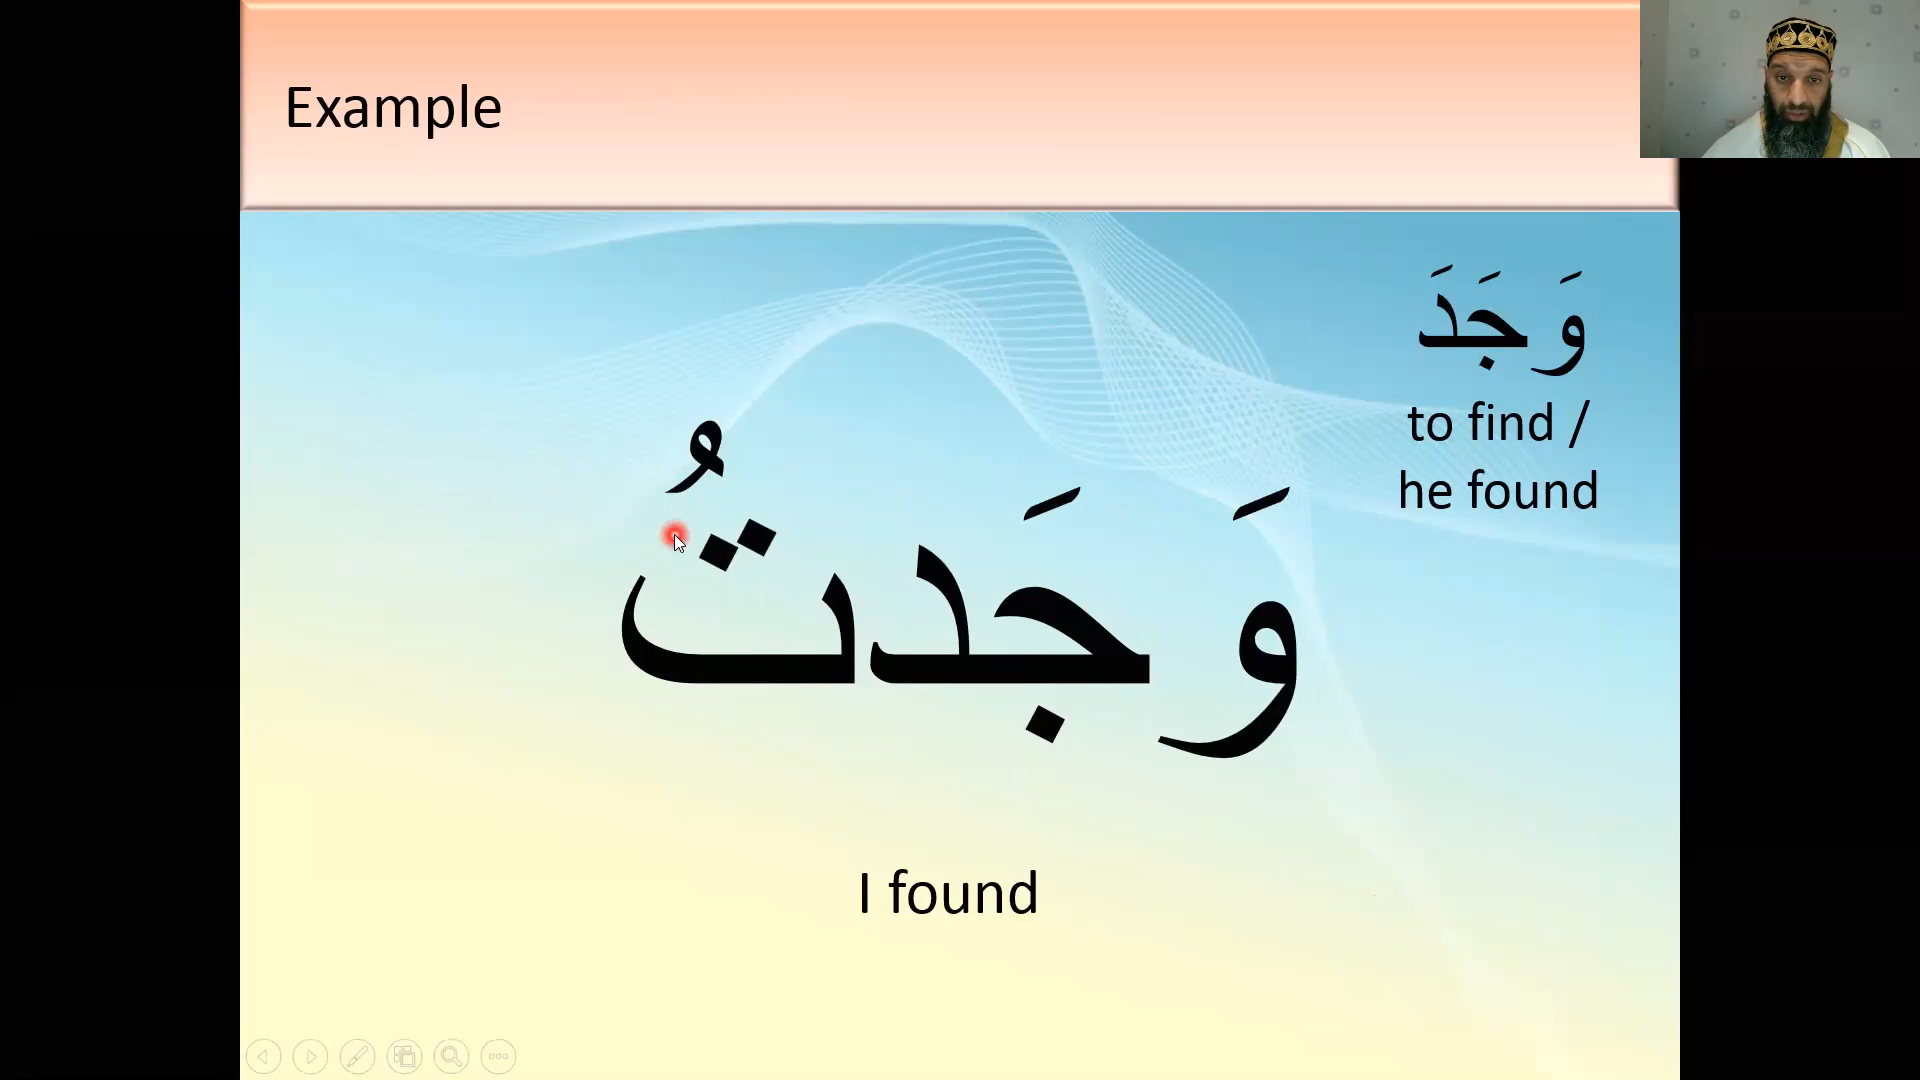 Example
وَجَدَ
to find /
he found
وَجَدتُ
I found